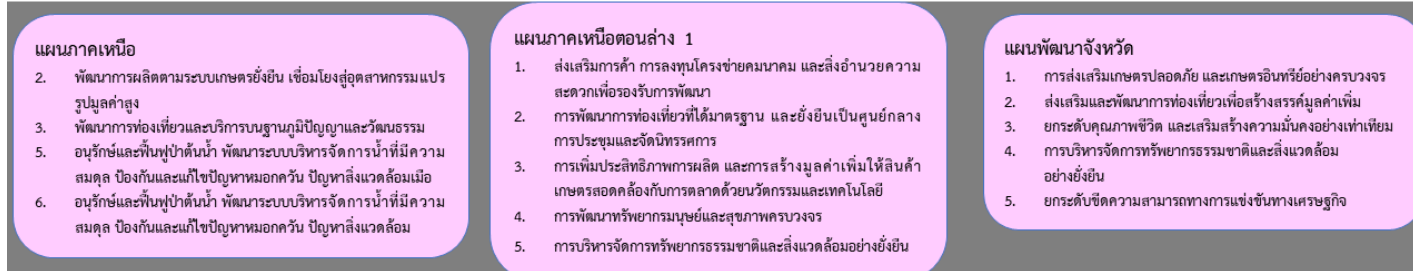 แผนภาคเหนือ
2. พัฒนาการผลิตตามระบบเกษตรยั่งยืน เชื่อมโยงสู่อุตสาหกรรมแปร
รูปมูลค่าสูง
3. พัฒนาการท่องเที่ยวและบริการบนฐานภูมิปัญญาและวัฒนธรรม
5. อนุรักษ์และฟื้นฟูป่าต้นน้ำ พัฒนาระบบบริหารจัดการน้ำที่มีความ
สมดุล ป้องกันและแก้ไขปัญหาหมอกควัน ปัญหาสิ่งแวดล้อมเมือ
6. อนุรักษ์และฟื้นฟูป่าต้นน้ำ พัฒนาระบบบริหารจัดการน้ำที่มีความ
สมดุล ป้องกันและแก้ไขปัญหาหมอกควัน ปัญหาสิ่งแวดล้อม
แผนภาคเหนือตอนล่าง 1
1. ส่งเสริมการค้า การลงทุนโครงข่ายคมนาคม และสิ่งอำนวยความ
สะดวกเพื่อรองรับการพัฒนา
2. การพัฒนาการท่องเที่ยวที่ได้มาตรฐาน และยั่งยืนเป็นศูนย์กลาง
การประชุมและจัดนิทรรศการ
3. การเพิ่มประสิทธิภาพการผลิต และการสร้างมูลค่าเพิ่มให้สินค้า
เกษตรสอดคล้องกับการตลาดด้วยนวัตกรรมและเทคโนโลยี
4. การพัฒนาทรัพยากรมนุษย์และสุขภาพครบวงจร
5. การบริหารจัดการทรัพยากรธรรมชาติและสิ่งแวดล้อมอย่างยั่งยืน
แผนพัฒนาจังหวัด
1. การส่งเสริมเกษตรปลอดภัย และเกษตรอินทรีย์อย่างครบวงจร
2. ส่งเสริมและพัฒนาการท่องเที่ยวเพื่อสร้างสรรค์มูลค่าเพิ่ม
3. ยกระดับคุณภาพชีวิต และเสริมสร้างความมั่นคงอย่างเท่าเทียม
4. การบริหารจัดการทรัพยากรธรรมชาติและสิ่งแวดล้อม
อย่างยั่งยืน
5. ยกระดับขีดความสามารถทางการแข่งขันทางเศรษฐกิจ